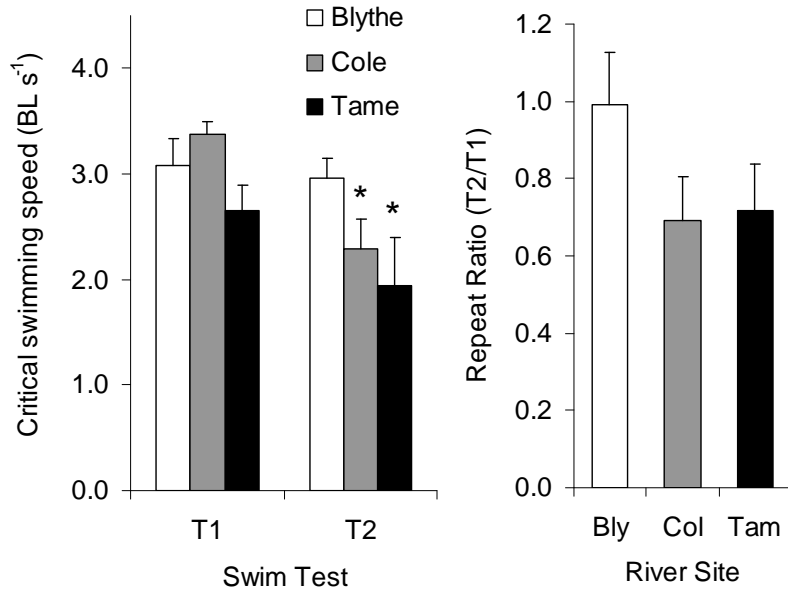 Blythe
Cole
Tame
Critical swimming speed (BL s⁻¹)
4.0
3.0
2.0
1.0
0.0
*
*
T1 T2
Swim Test
Repeat Ratio (T2/T1)
1.2
1.0
0.8
0.6
0.4
0.2
0.0
Bly Col Tam
River Site